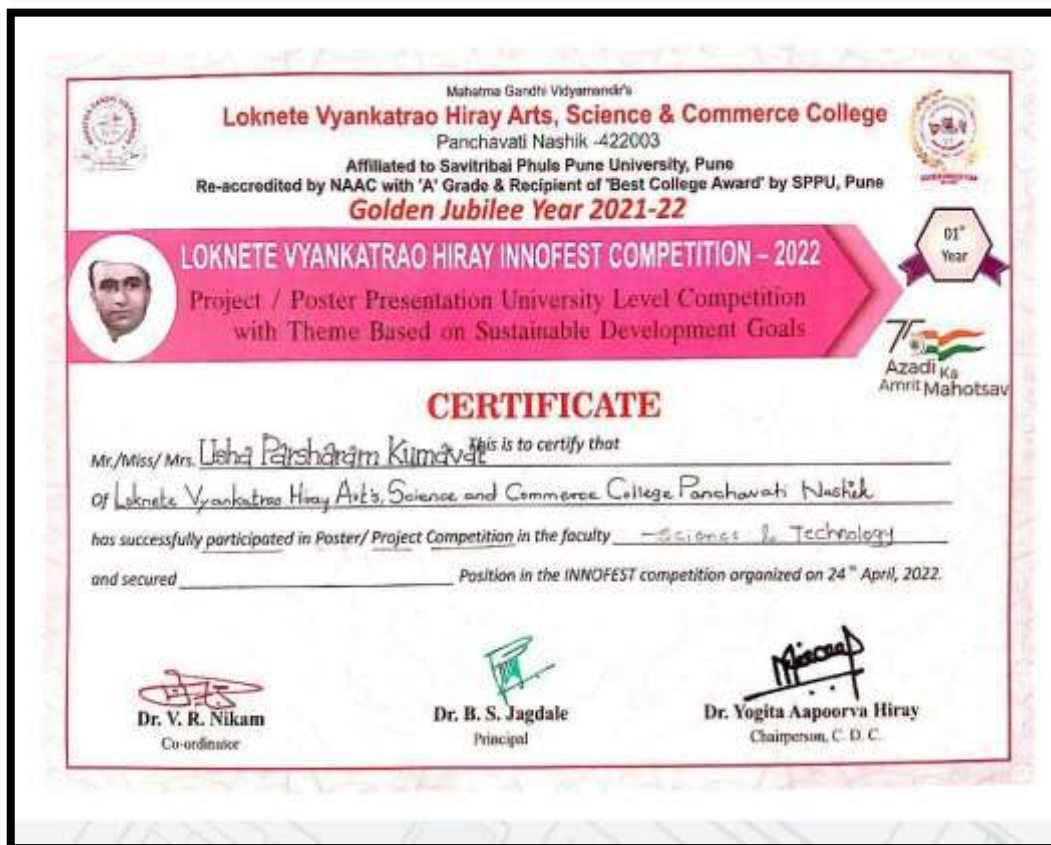 Mahatma Gandhi Vidyamandir's
Loknete Vyankatrao Hiray Arts, Science & Commerce College
Panchavati Nashik -422003
Affiliated to Savitribai Phule Pune University, Pune
Re-accredited by NAAC with 'A' Grade & Recipient of 'Best College Award' by SPPU, Pune
Golden Jubilee Year 2021-22
LOKNETE VYANKATRAO HIRAY INNOFEST COMPETITION – 2022
Project / Poster Presentation University Level Competition
with Theme Based on Sustainable Development Goals
01st
Year
75
Azadi Ka
Amrit Mahotsav
CERTIFICATE
This is to certify that
Mr./Miss/ Mrs. Usha Parsharam Kumavat
Of Loknete Vyankatrao Hiray Art's, Science and Commerce College Panchavati Nashik
has successfully participated in Poster/ Project Competition in the faculty Science & Technology
and secured Position in the INNOFEST competition organized on 24th April, 2022.
Dr. V. R. Nikam
Co-ordinator
Dr. B. S. Jagdale
Principal
Dr. Yogita Aapoorva Hiray
Chairperson, C. D. C.